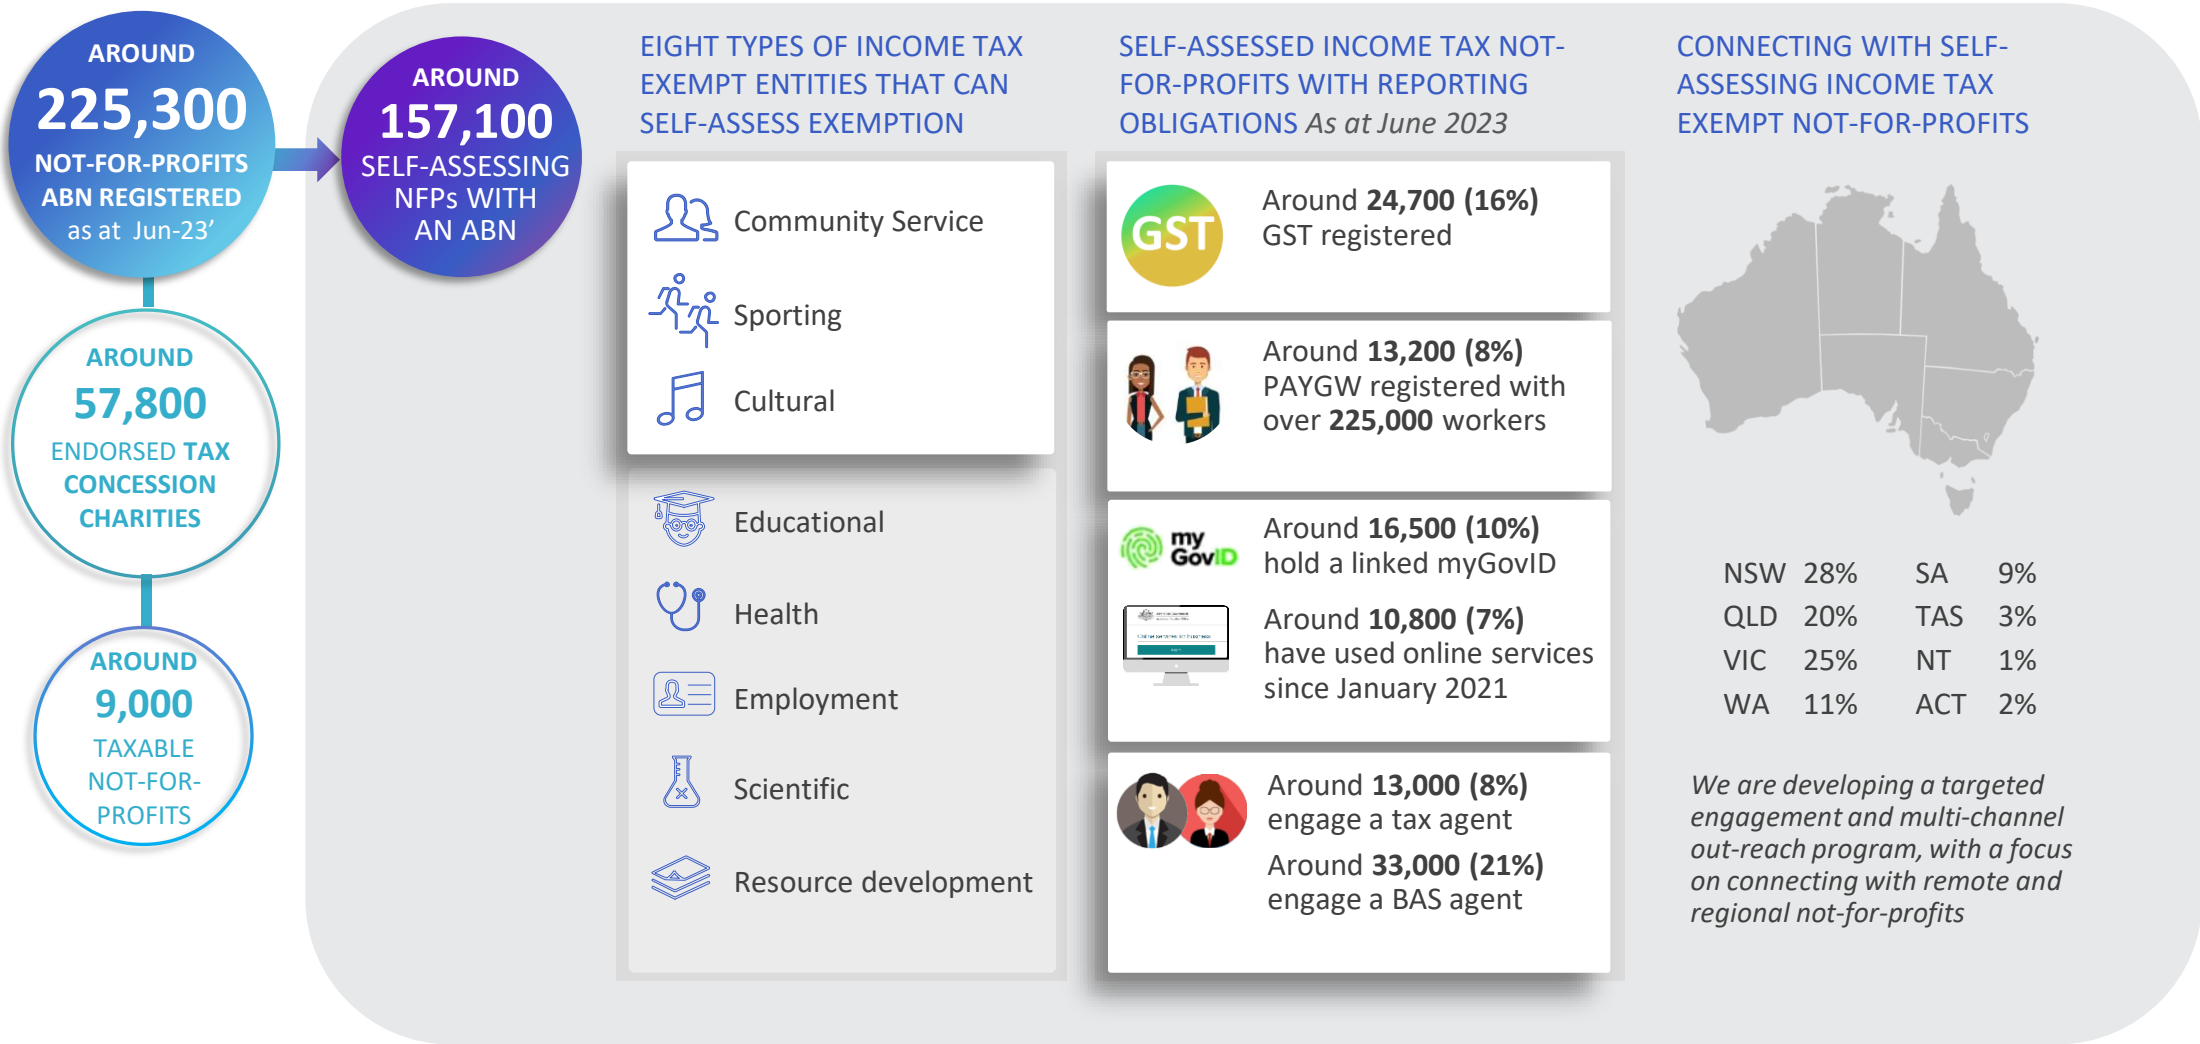 AROUND
225,300
NOT-FOR-PROFITS
ABN REGISTERED
as at Jun-23’
AROUND
57,800
ENDORSED TAX
CONCESSION
CHARITIES
AROUND
9,000
TAXABLE
NOT-FOR-
PROFITS
AROUND
157,100
SELF-ASSESSING
NFPs WITH
AN ABN
EIGHT TYPES OF INCOME TAX
EXEMPT ENTITIES THAT CAN
SELF-ASSESS EXEMPTION
Community Service
Sporting
Cultural
Educational
Health
Employment
Scientific
Resource development
SELF-ASSESSED INCOME TAX NOT-
FOR-PROFITS WITH REPORTING
OBLIGATIONS As at June 2023
GST
Around 24,700 (16%)
GST registered
Around 13,200 (8%)
PAYGW registered with
over 225,000 workers
my
GovID
Around 16,500 (10%)
hold a linked myGovID
Around 10,800 (7%)
have used online services
since January 2021
Around 13,000 (8%)
engage a tax agent
Around 33,000 (21%)
engage a BAS agent
CONNECTING WITH SELF-
ASSESSING INCOME TAX
EXEMPT NOT-FOR-PROFITS
NSW 28% SA 9%
QLD 20% TAS 3%
VIC 25% NT 1%
WA 11% ACT 2%
We are developing a targeted
engagement and multi-channel
out-reach program, with a focus
on connecting with remote and
regional not-for-profits